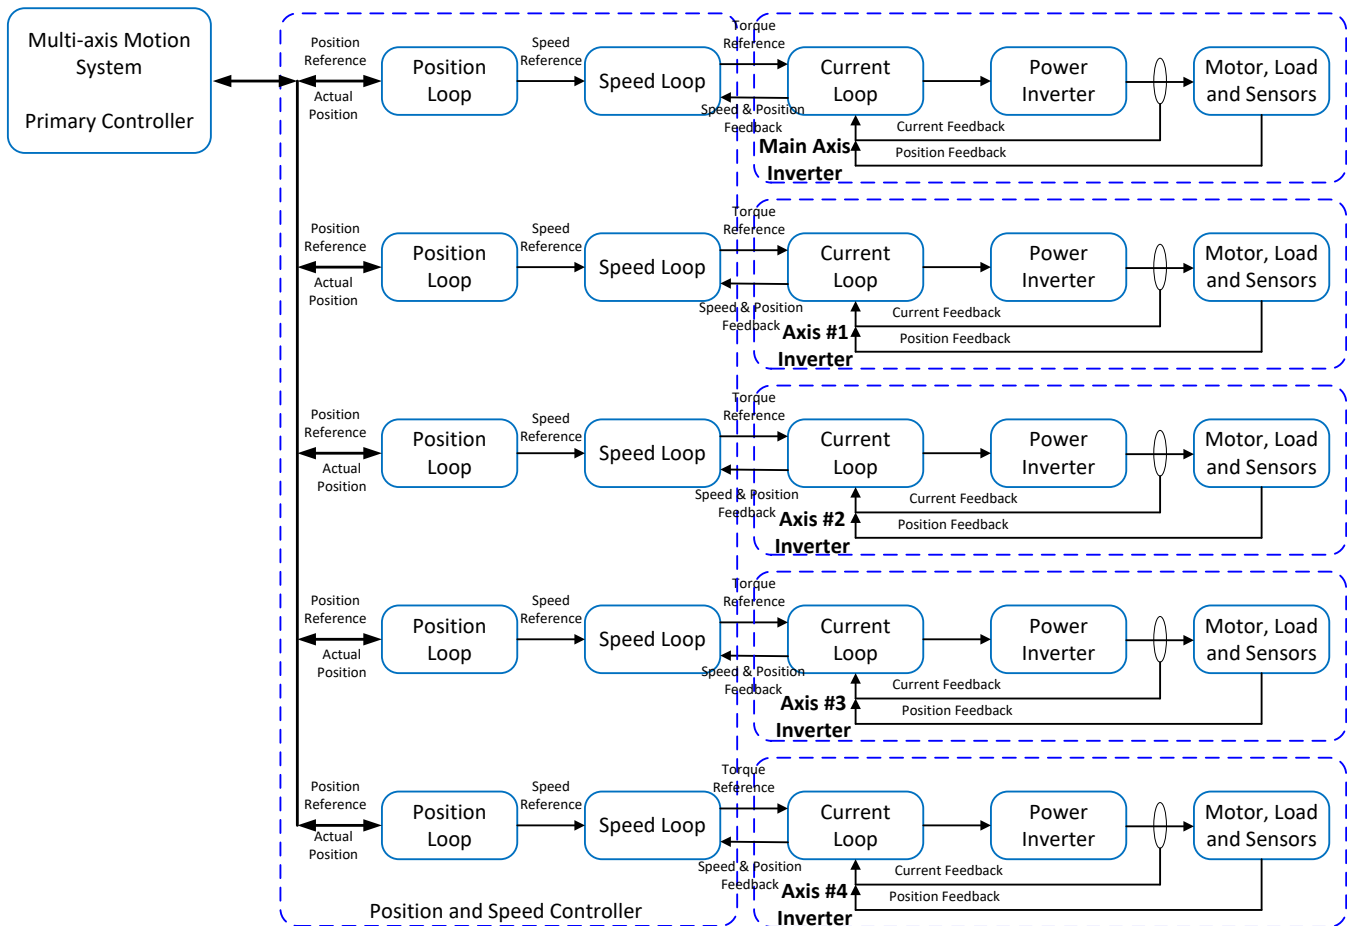 Multi-axis Motion
System
Primary Controller
Position
Reference
Actual
Position
Position
Loop
Speed
Reference
Speed Loop
Torque
Reference
Speed & Position
Feedback
Current
Loop
Power
Inverter
Motor, Load
and Sensors
Current Feedback
Position Feedback
Main Axis
Inverter
Position
Reference
Actual
Position
Position
Loop
Speed
Reference
Speed Loop
Torque
Reference
Speed & Position
Feedback
Current
Loop
Power
Inverter
Motor, Load
and Sensors
Current Feedback
Position Feedback
Axis #1
Inverter
Position
Reference
Actual
Position
Position
Loop
Speed
Reference
Speed Loop
Torque
Reference
Speed & Position
Feedback
Current
Loop
Power
Inverter
Motor, Load
and Sensors
Current Feedback
Position Feedback
Axis #2
Inverter
Position
Reference
Actual
Position
Position
Loop
Speed
Reference
Speed Loop
Torque
Reference
Speed & Position
Feedback
Current
Loop
Power
Inverter
Motor, Load
and Sensors
Current Feedback
Position Feedback
Axis #3
Inverter
Position
Reference
Actual
Position
Position
Loop
Speed
Reference
Speed Loop
Torque
Reference
Speed & Position
Feedback
Current
Loop
Power
Inverter
Motor, Load
and Sensors
Current Feedback
Position Feedback
Axis #4
Inverter
Position and Speed Controller